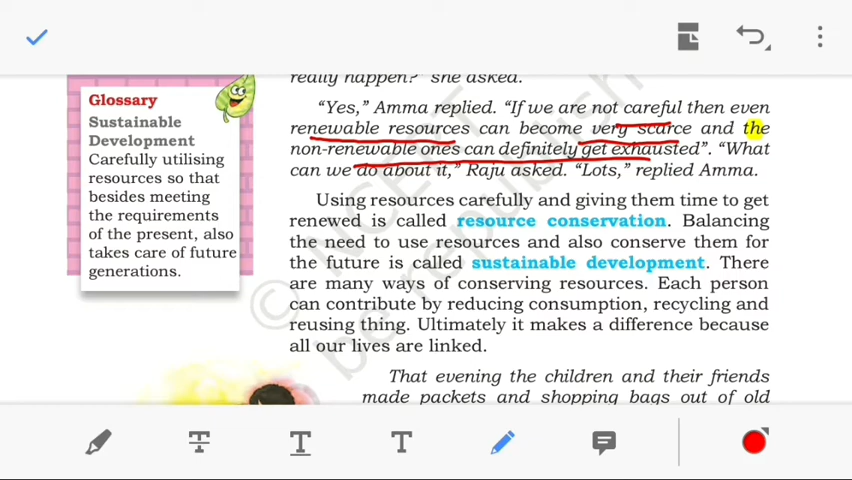 really happen?" she asked.
"Yes," Amma replied. "If we are not careful then even
renewable resources can become very scarce and the
non-renewable ones can definitely get exhausted". "What
can we do about it," Raju asked. "Lots," replied Amma.
Glossary
Sustainable
Development
Carefully utilising
resources so that
besides meeting
the requirements
of the present, also
takes care of future
generations.
Using resources carefully and giving them time to get
renewed is called resource conservation. Balancing
the need to use resources and also conserve them for
the future is called sustainable development. There
are many ways of conserving resources. Each person
can contribute by reducing consumption, recycling and
reusing thing. Ultimately it makes a difference because
all our lives are linked.
That evening the children and their friends
made packets and shopping bags out of old
© NCERT
be republish
T
T
T